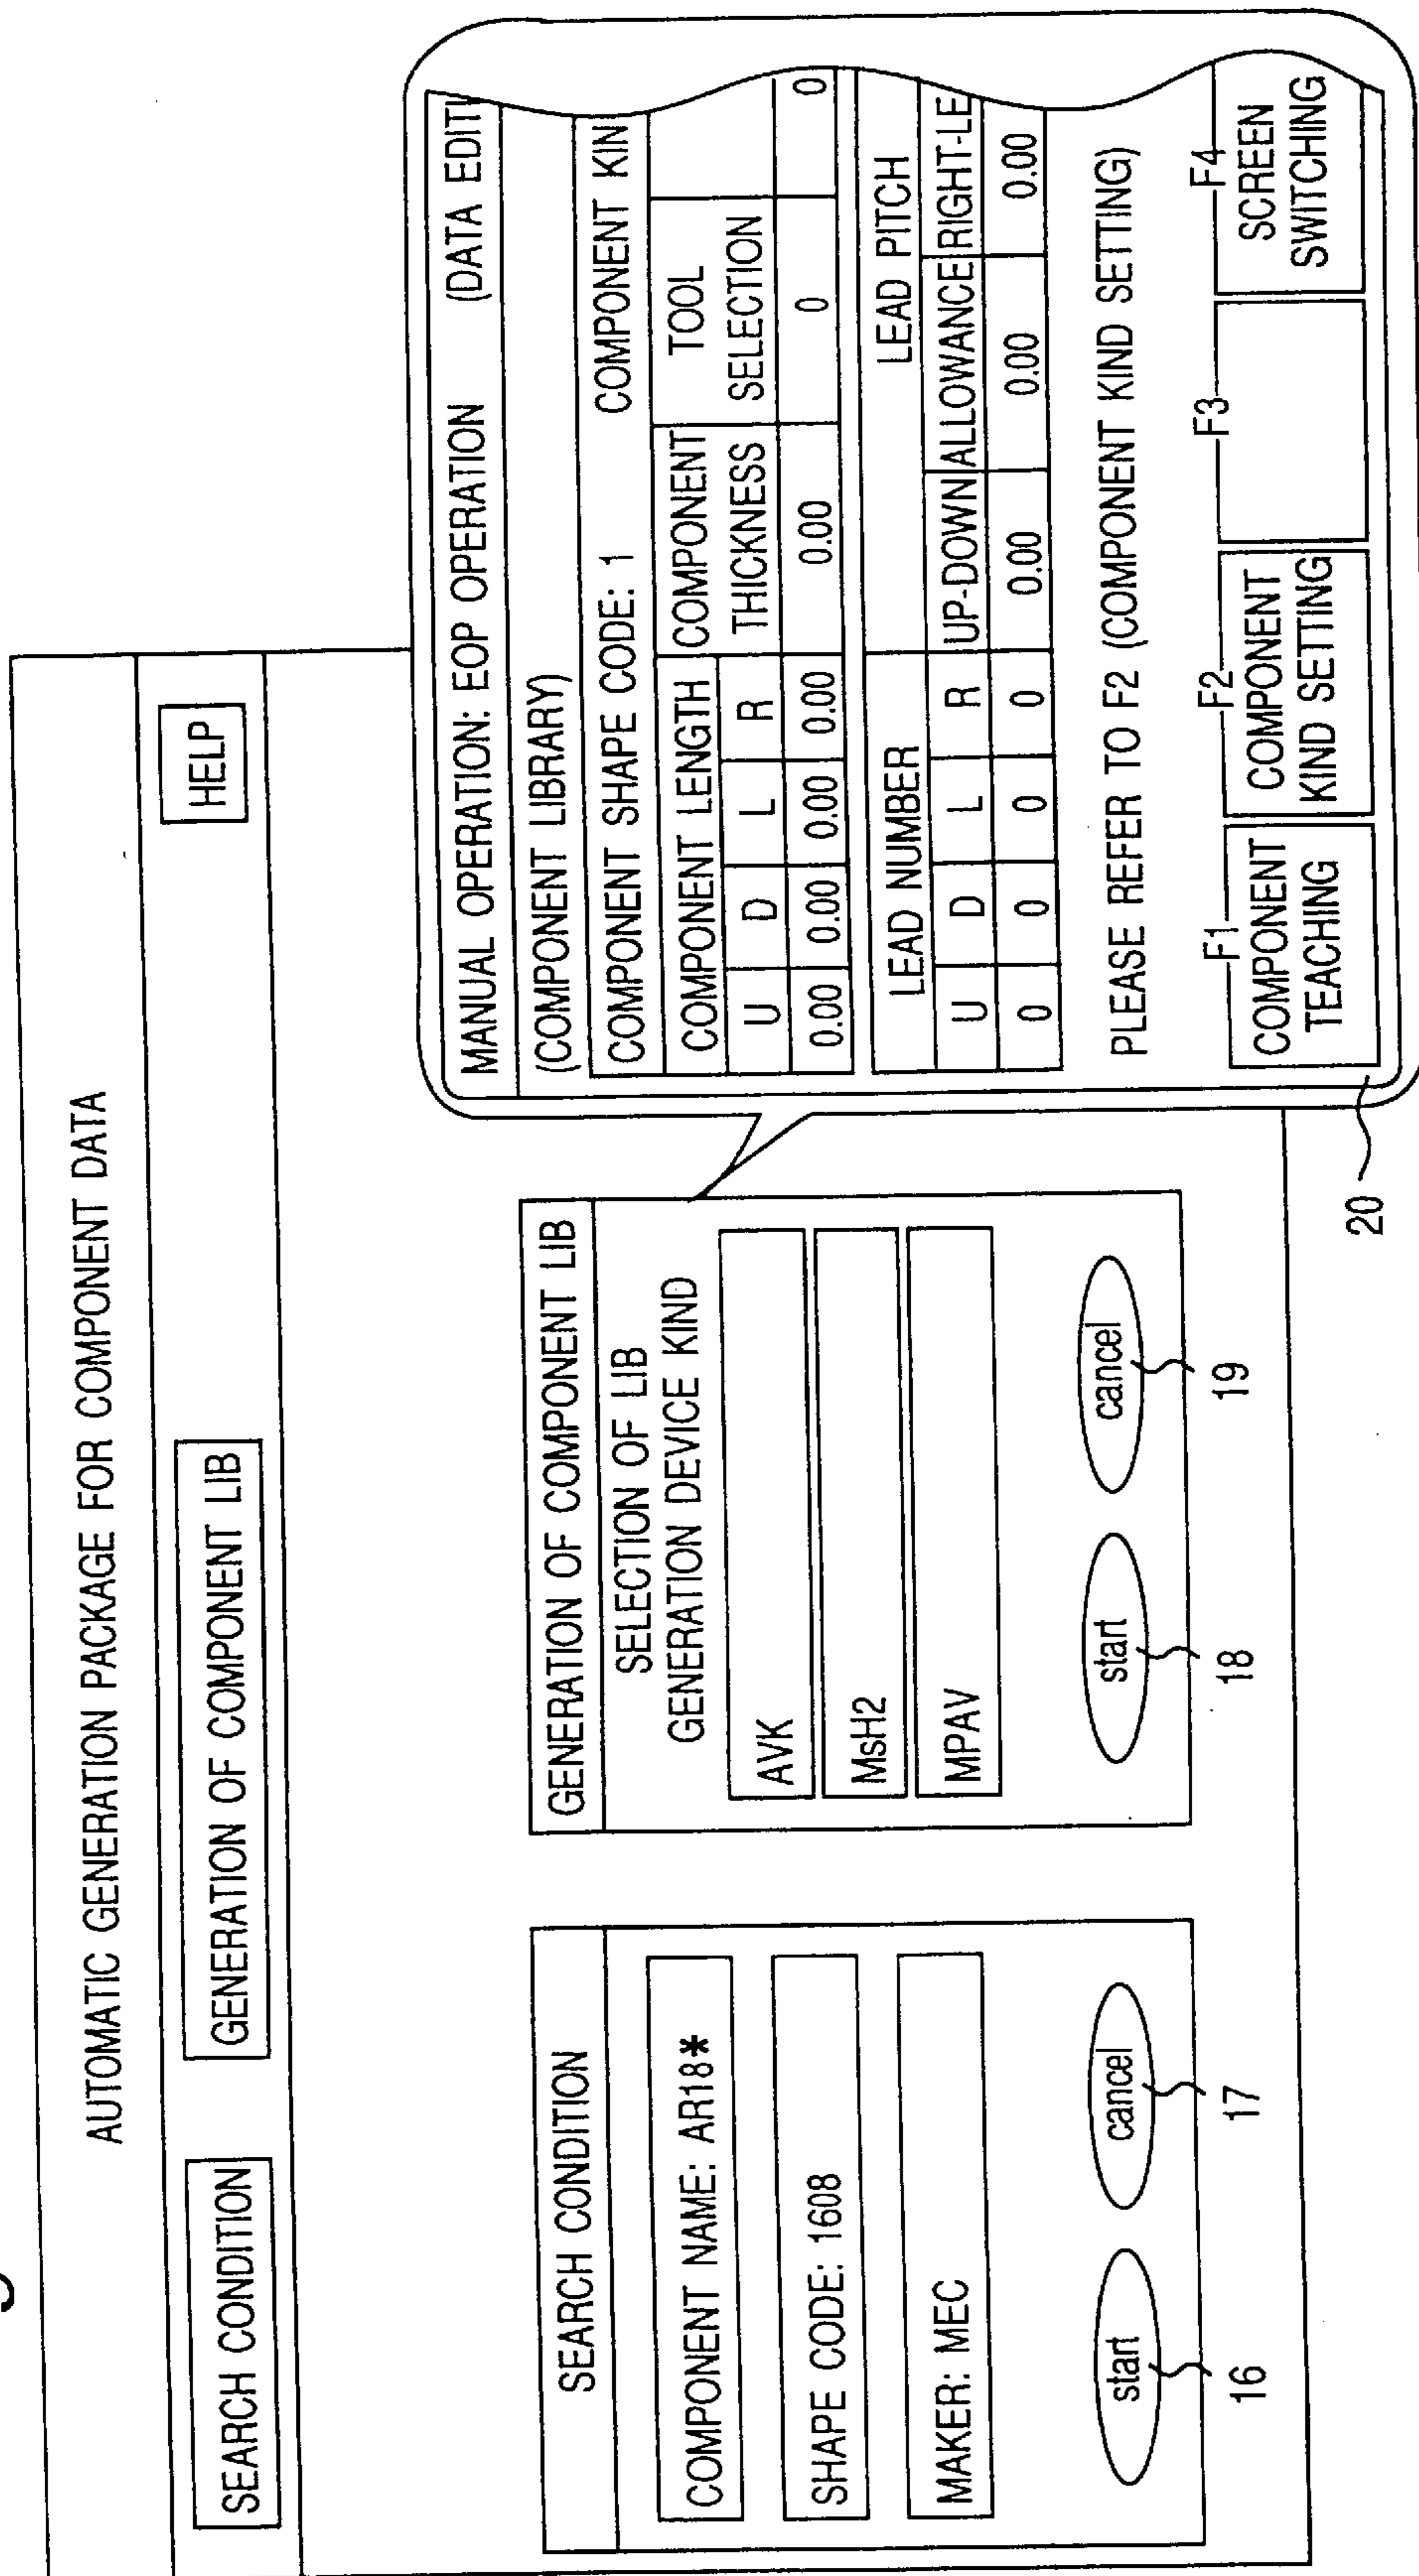 AUTOMATIC GENERATION PACKAGE FOR COMPONENT DATA
SEARCH CONDITION
GENERATION OF COMPONENT LIB
HELP
SEARCH CONDITION
COMPONENT NAME: AR18*
SHAPE CODE: 1608
MAKER: MEC
start
cancel
16
17
GENERATION OF COMPONENT LIB
SELECTION OF LIB
GENERATION DEVICE KIND
AVK
MsH2
MPAV
start
cancel
18
19
MANUAL OPERATION: EOP OPERATION (DATA EDITI
(COMPONENT LIBRARY)
COMPONENT SHAPE CODE: 1 COMPONENT KIN
COMPONENT LENGTH COMPONENT TOOL
U D L R THICKNESS SELECTION
0.00 0.00 0.00 0.00 0.00 0 0
LEAD NUMBER LEAD PITCH
U D L R UP-DOWN ALLOWANCE RIGHT-LE
0 0 0 0 0.00 0.00 0.00
PLEASE REFER TO F2 (COMPONENT KIND SETTING)
F1 F2 F3 F4
COMPONENT COMPONENT SCREEN
TEACHING KIND SETTING SWITCHING
20